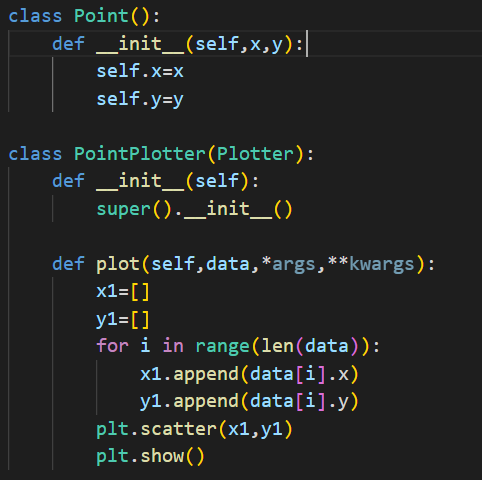 class Point():
    def __init__(self,x,y):
        self.x=x
        self.y=y

class PointPlotter(Plotter):
    def __init__(self):
        super().__init__()

    def plot(self,data,*args,**kwargs):
        x1=[]
        y1=[]
        for i in range(len(data)):
            x1.append(data[i].x)
            y1.append(data[i].y)
        plt.scatter(x1,y1)
        plt.show()